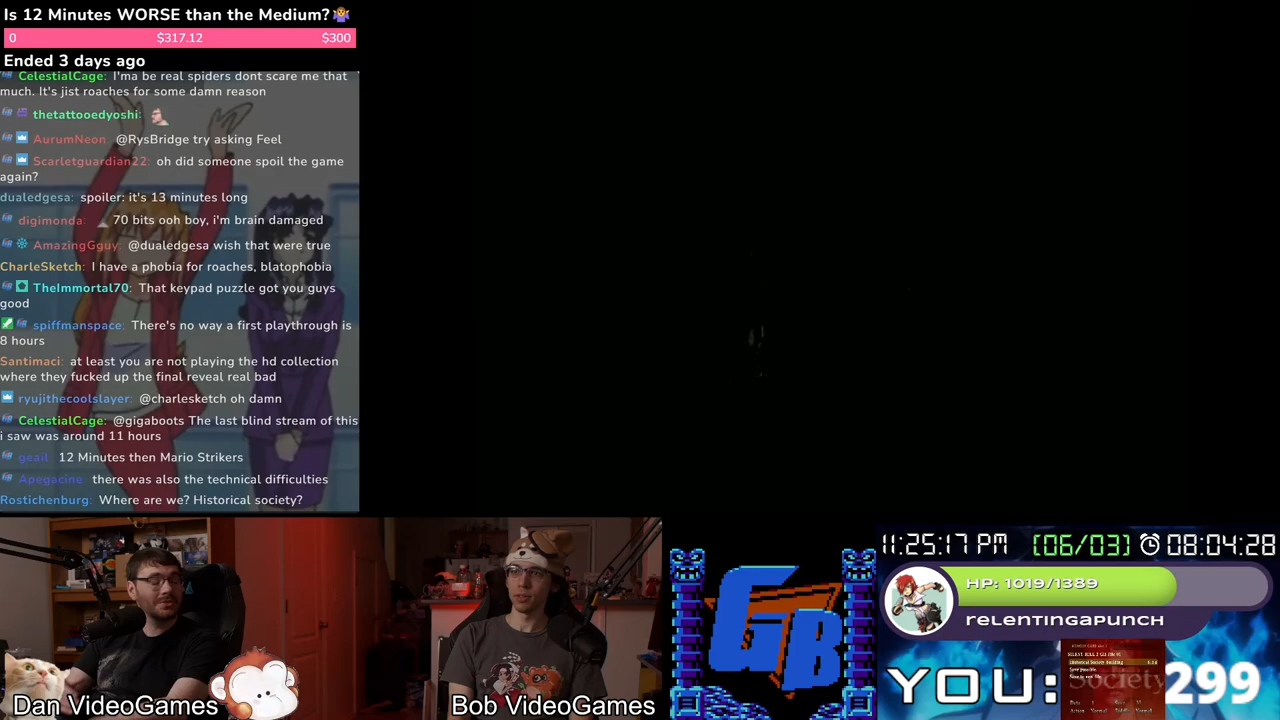 Is 12 Minutes WORSE than the Medium?🤷‍♀️
0 $317.12 $300
Ended 3 days ago
CelestialCage: I'ma be real spiders dont scare me that
much. It's jist roaches for some damn reason
thetattooedyoshi:
AurumNeon: @RysBridge try asking Feel
Scarletguardian22: oh did someone spoil the game
again?
dualedgesa: spoiler: it's 13 minutes long
digimonda: 70 bits ooh boy, i'm brain damaged
AmazingGguy: @dualedgesa wish that were true
CharleSketch: I have a phobia for roaches, blatophobia
TheImmortal70: That keypad puzzle got you guys
good
spiffmanspace: There's no way a first playthrough is
8 hours
Santimaci: at least you are not playing the hd collection
where they fucked up the final reveal real bad
ryujithecoolslayer: @charlesketch oh damn
CelestialCage: @gigaboots The last blind stream of this
i saw was around 11 hours
geail: 12 Minutes then Mario Strikers
Apegacine: there was also the technical difficulties
Rostichenburg: Where are we? Historical society?
Dan VideoGames
Bob VideoGames
GB
11:25:17 PM [06/03] 08:04:28
HP: 1019/1389
RELENTINGAPUNCH
YOU: 299
Historical Society Building
Society